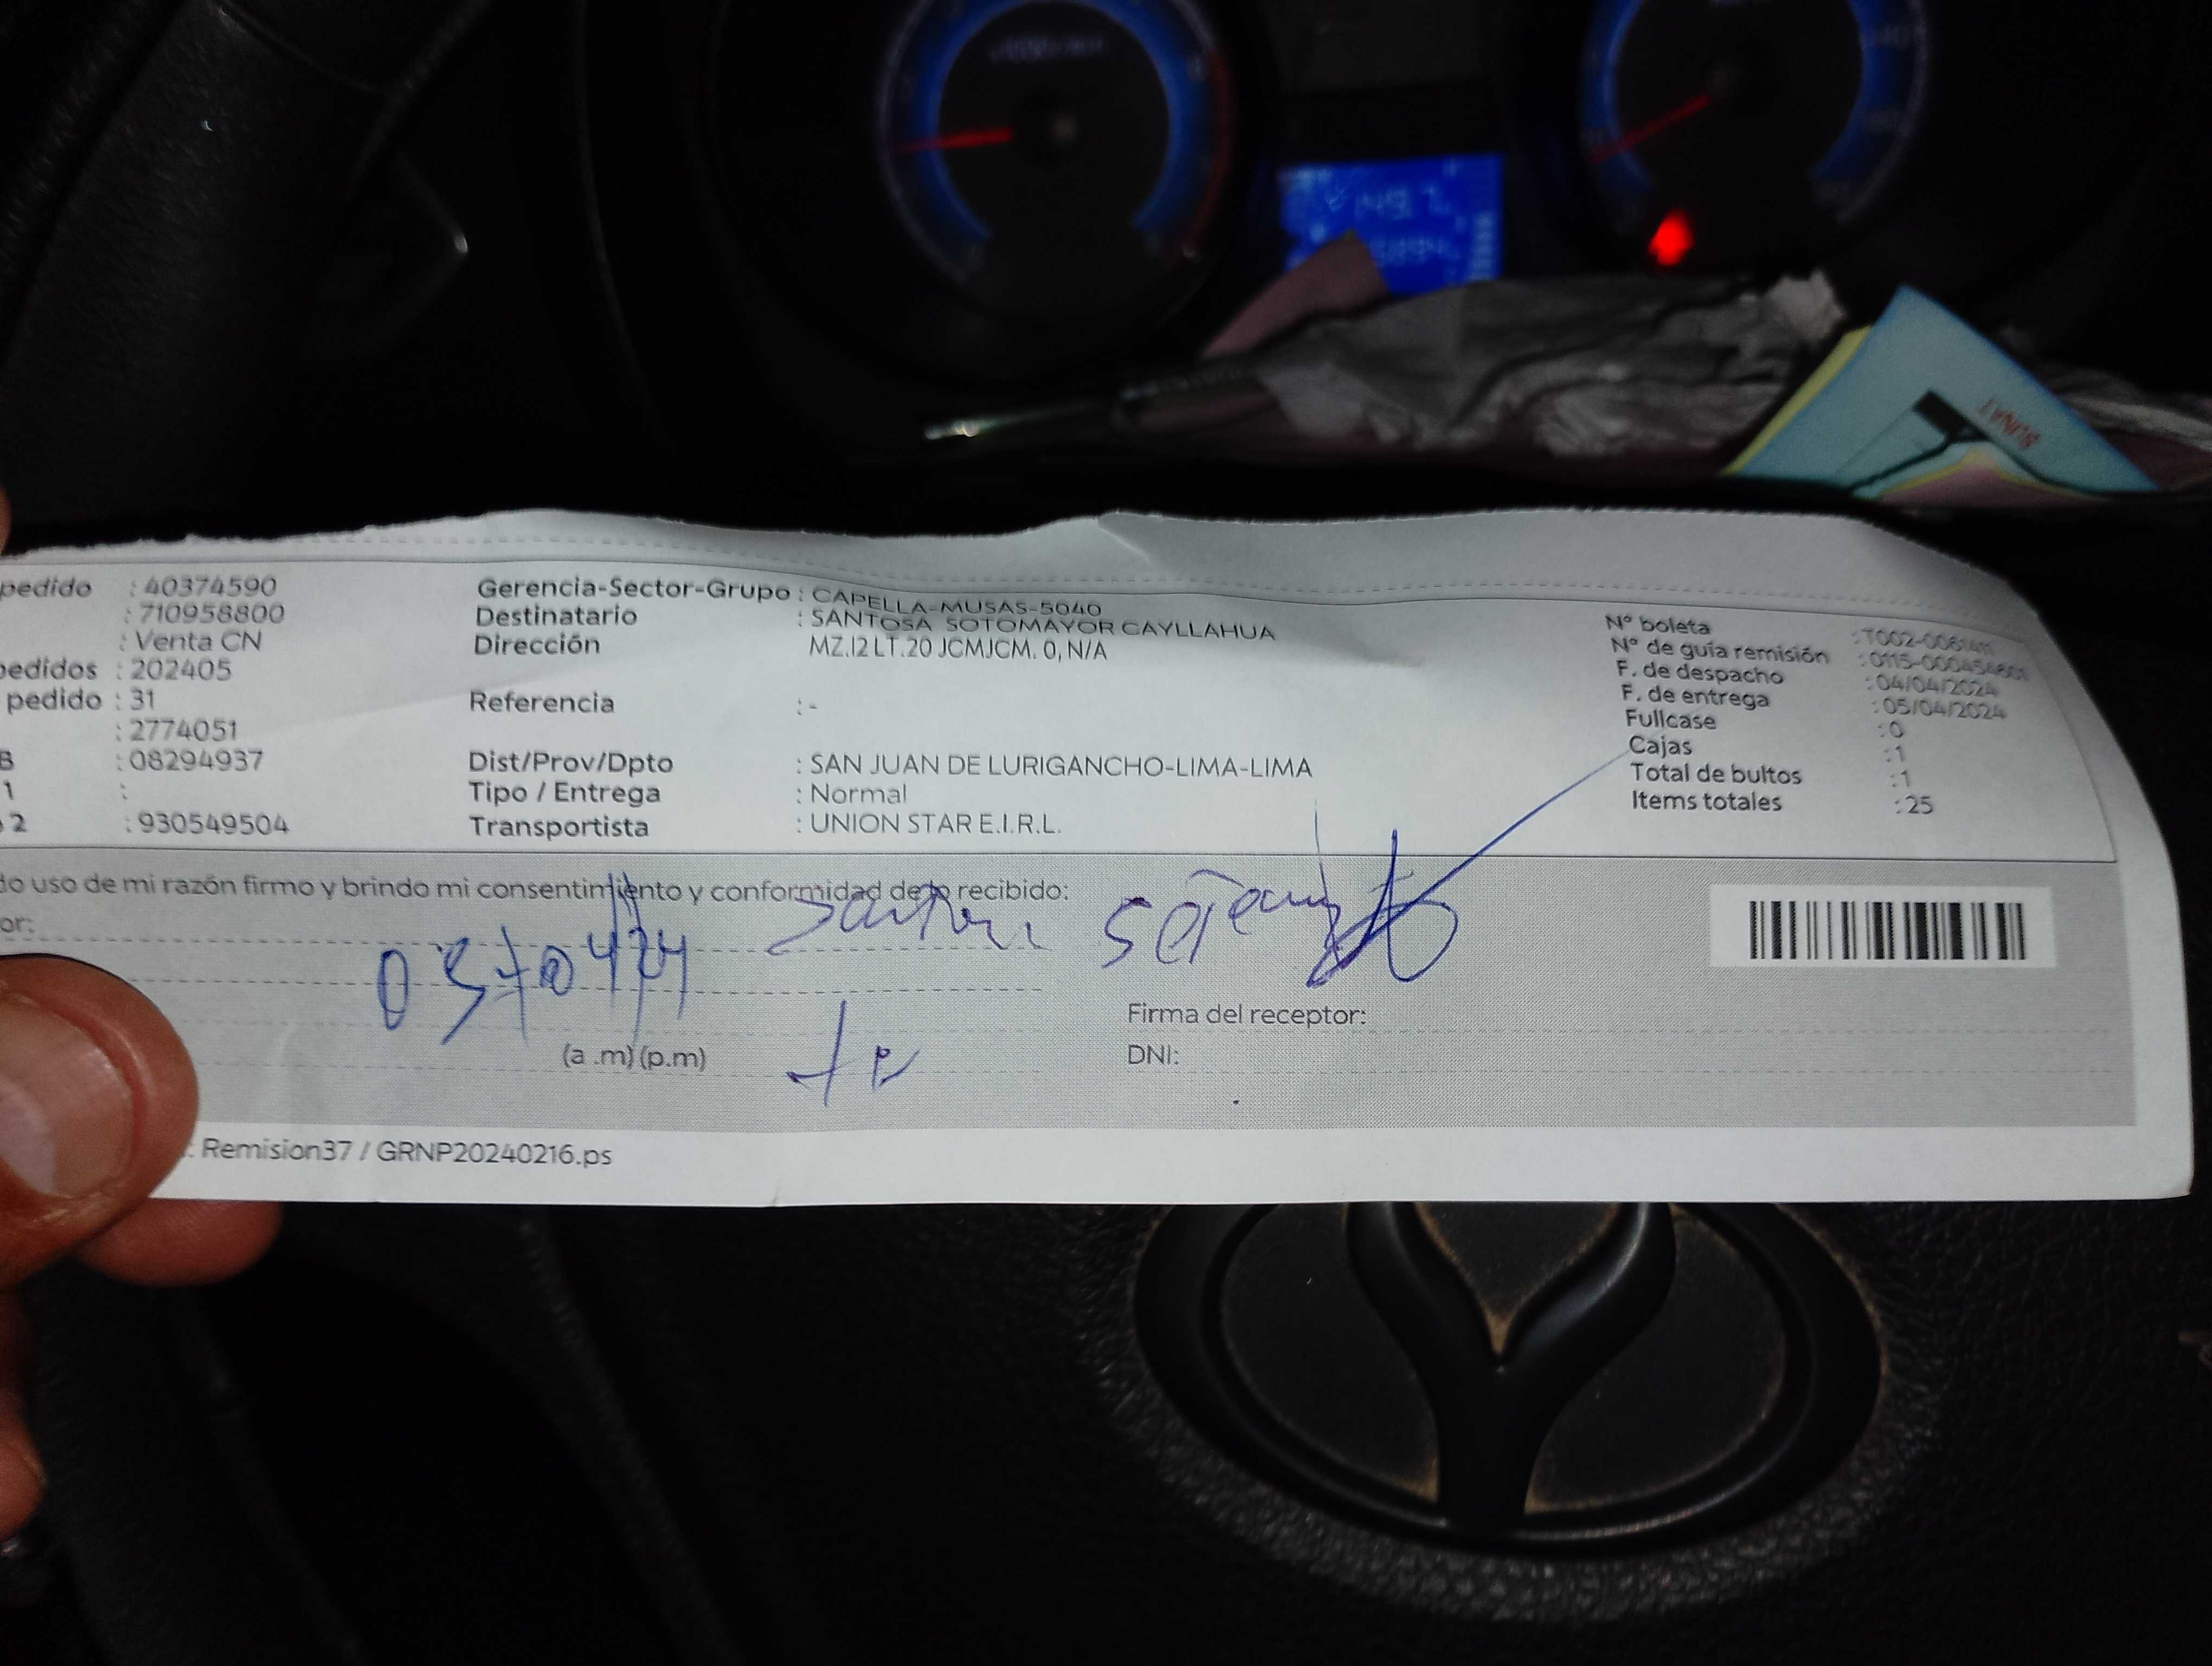 pedido : 40374590
: 710958800
: Venta CN
pedidos : 202405
pedido : 31
: 2774051
B : 08294937
1 :
2 : 930549504
Gerencia-Sector-Grupo : CAPELLA-MUSAS-5040
Destinatario : SANTOSA SOTOMAYOR CAYLLAHUA
Dirección MZ.I2 LT.20 JCMJCM. 0, N/A
Referencia : -
Dist/Prov/Dpto : SAN JUAN DE LURIGANCHO-LIMA-LIMA
Tipo / Entrega : Normal
Transportista : UNION STAR E.I.R.L.
N° boleta
N° de guía remisión
F. de despacho : 04/04/2024
F. de entrega : 05/04/2024
Fullcase : 0
Cajas : 1
Total de bultos : 1
Items totales : 25
do uso de mi razón firmo y brindo mi consentimiento y conformidad de lo recibido:
or:
05/04/24
Firma del receptor:
(a .m) (p.m)
DNI:
: Remision37 / GRNP20240216.ps
SUNAT